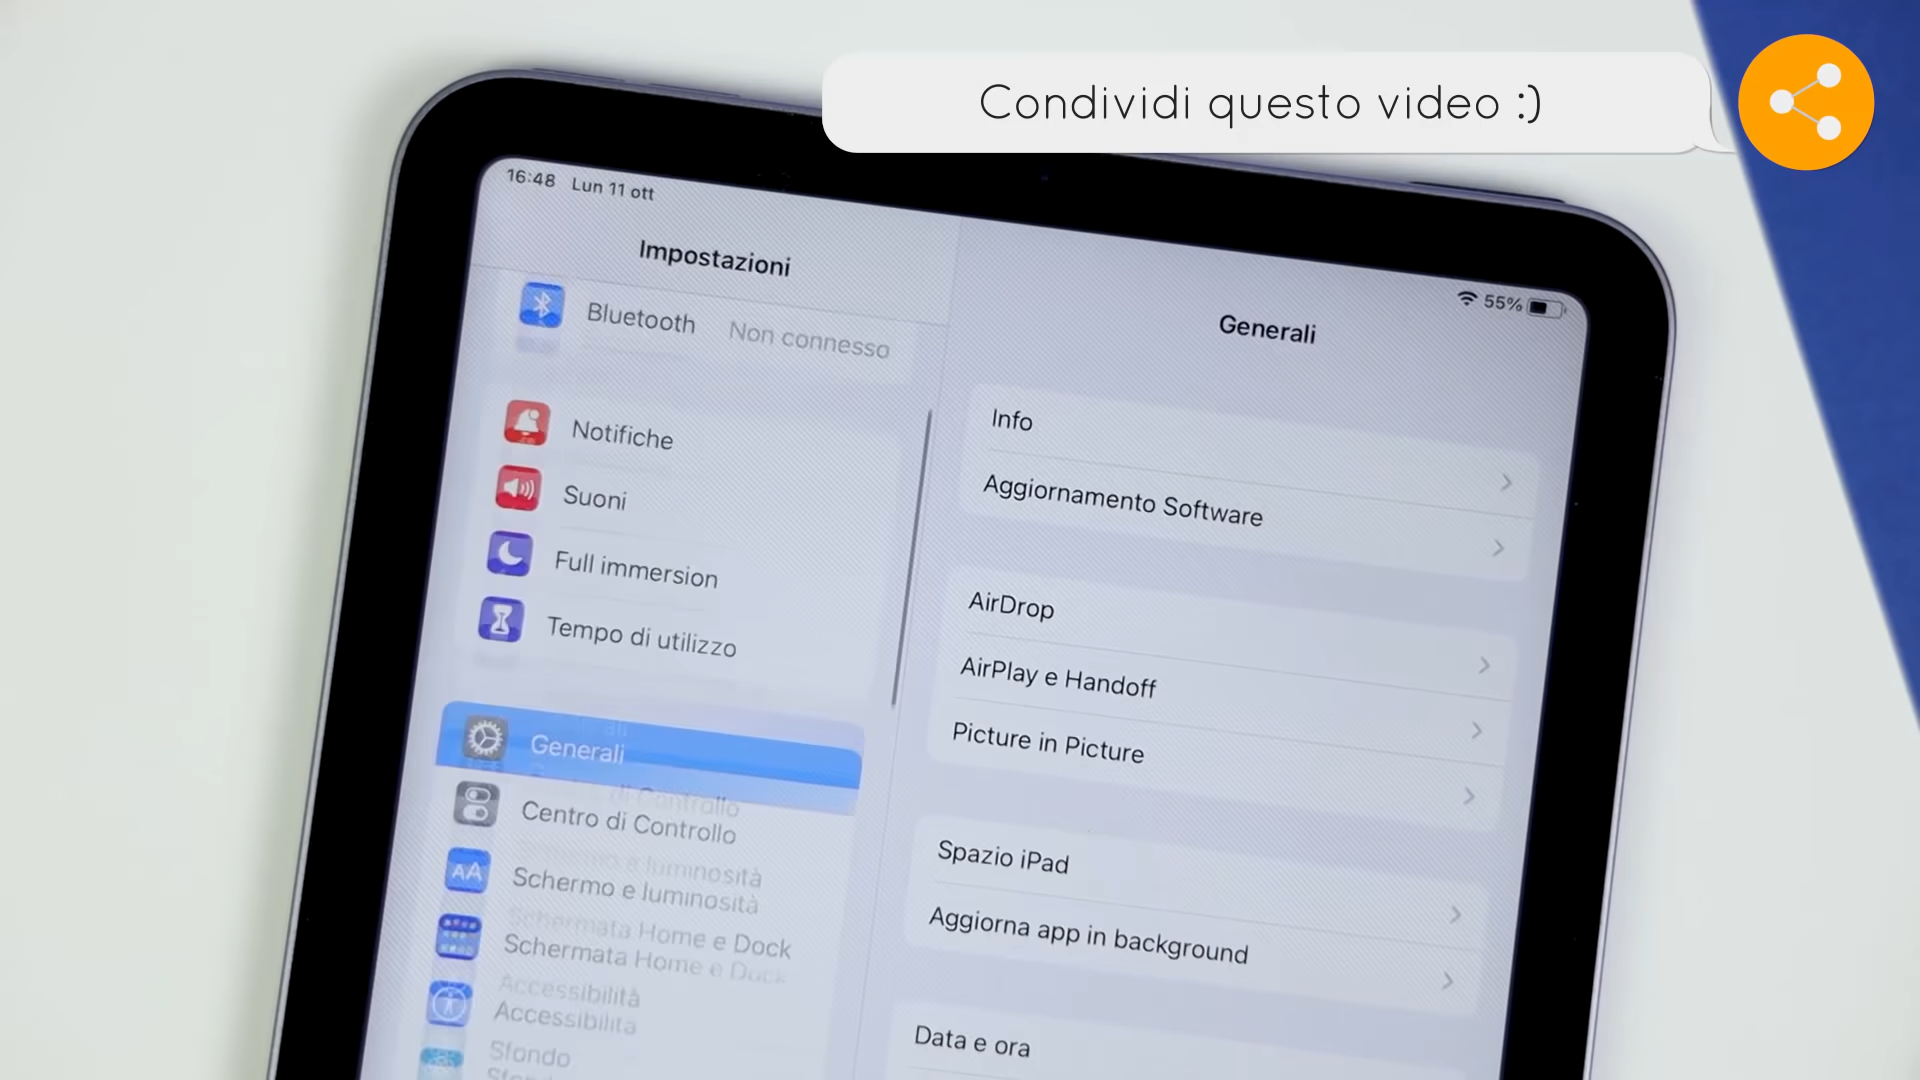 Condividi questo video :)
16:48 Lun 11 ott
55%
Impostazioni
Bluetooth Non connesso
Notifiche
Suoni
Full immersion
Tempo di utilizzo
Generali
Centro di Controllo
Schermo e luminosità
Schermata Home e Dock
Accessibilità
Sfondo
Generali
Info
Aggiornamento Software
AirDrop
AirPlay e Handoff
Picture in Picture
Spazio iPad
Aggiorna app in background
Data e ora